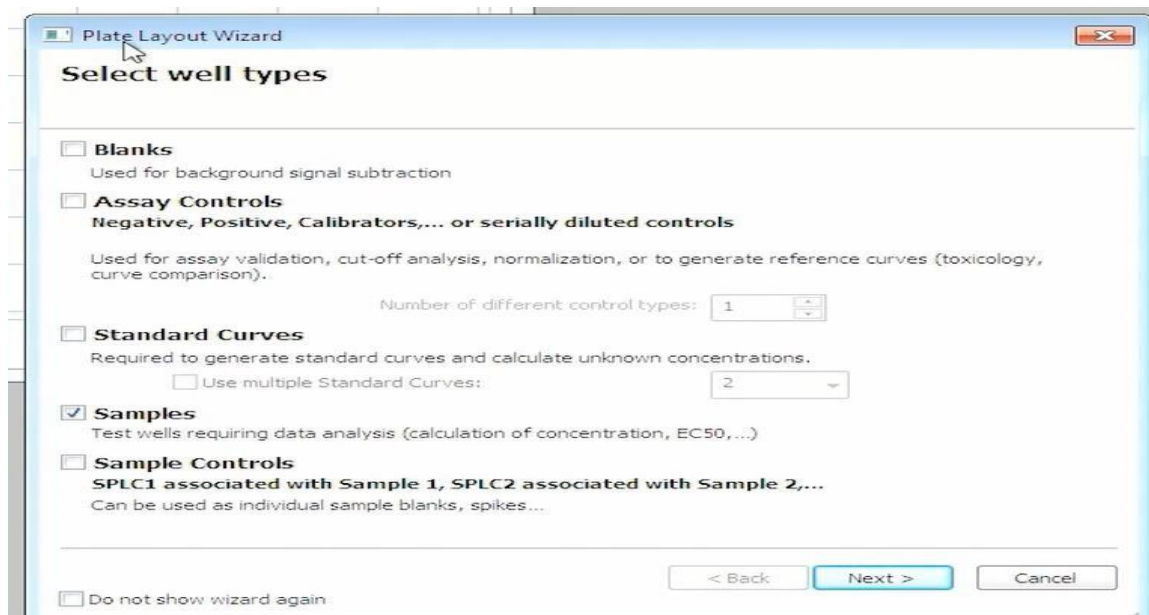 Plate Layout Wizard
Select well types
Blanks
Used for background signal subtraction
Assay Controls
Negative, Positive, Calibrators,... or serially diluted controls
Used for assay validation, cut-off analysis, normalization, or to generate reference curves (toxicology,
curve comparison).
Number of different control types: 1
Standard Curves
Required to generate standard curves and calculate unknown concentrations.
Use multiple Standard Curves: 2
Samples
Test wells requiring data analysis (calculation of concentration, EC50,...)
Sample Controls
SPLC1 associated with Sample 1, SPLC2 associated with Sample 2,...
Can be used as individual sample blanks, spikes...
< Back Next > Cancel
Do not show wizard again